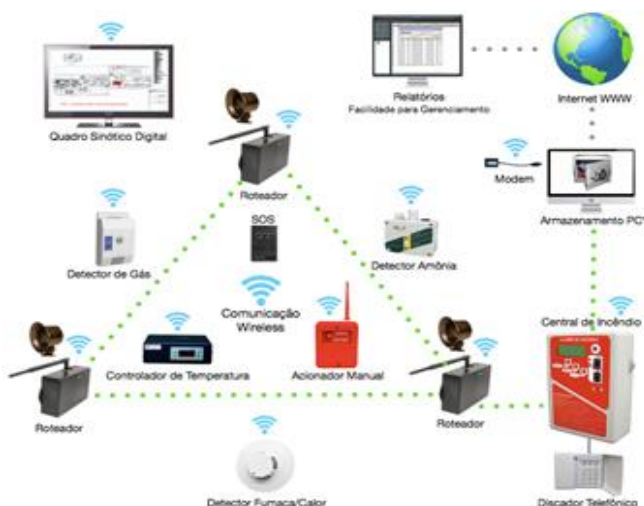 Quadro Sinótico Digital
Relatórios
Facilidade para Gerenciamento
Internet WWW
Roteador
Modem
Armazenamento PC
SOS
Detector de Gás
Detector Amônia
Comunicação
Wireless
Central de Incêndio
Controlador de Temperatura
Acionador Manual
Roteador
Roteador
Detector Fumaça/Calor
Discador Telefônico